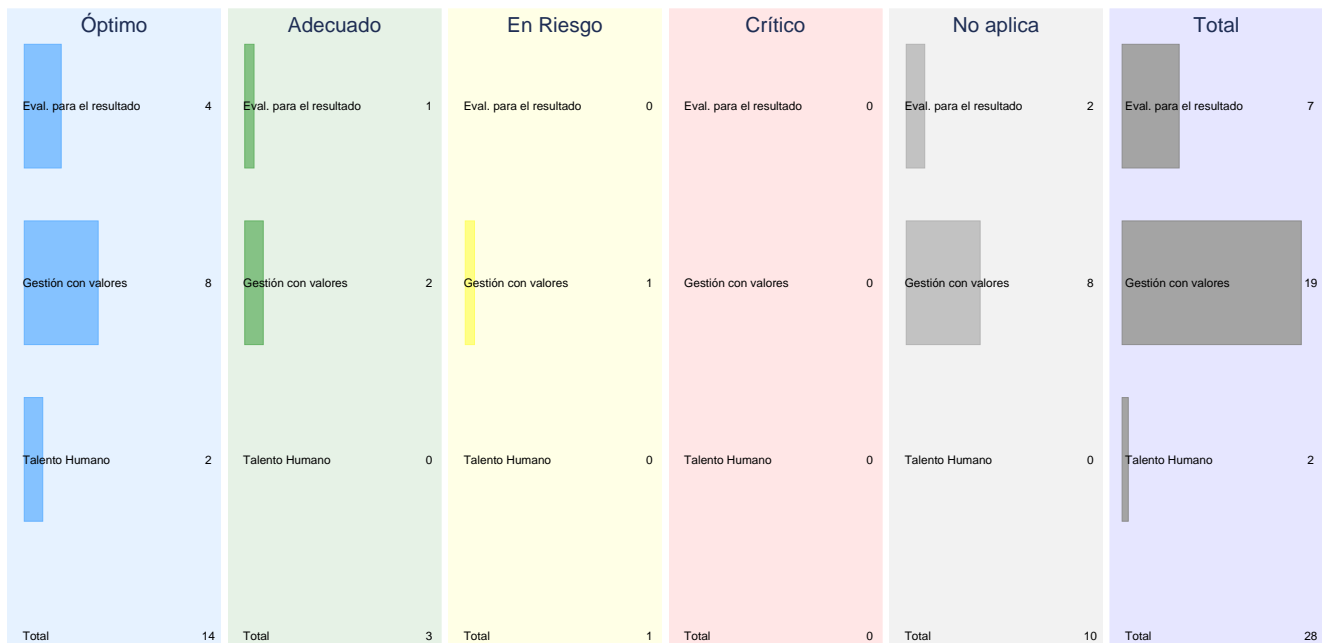 Óptimo Adecuado En Riesgo Crítico No aplica Total
Eval. para el resultado 4 Eval. para el resultado 1 Eval. para el resultado 0 Eval. para el resultado 0 Eval. para el resultado 2 Eval. para el resultado 7
Gestión con valores 8 Gestión con valores 2 Gestión con valores 1 Gestión con valores 0 Gestión con valores 8 Gestión con valores 19
Talento Humano 2 Talento Humano 0 Talento Humano 0 Talento Humano 0 Talento Humano 0 Talento Humano 2
Total 14 Total 3 Total 1 Total 0 Total 10 Total 28